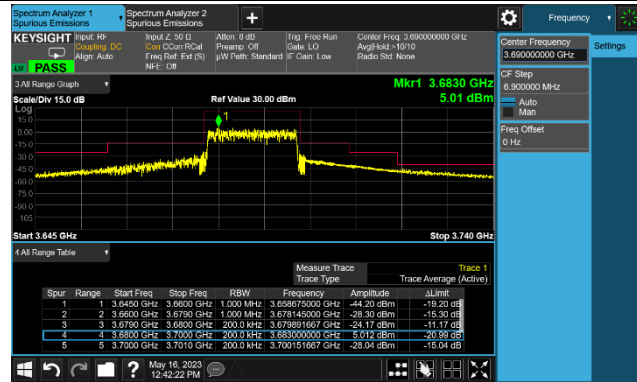 Spectrum Analyzer 1
Spurious Emissions
Spectrum Analyzer 2
Spurious Emissions
+
Frequency
KEYSIGHT
Input: RF
Coupling: DC
Align: Auto
Input Z: 50 Ω
Corr CCorr RCal
Freq Ref: Ext (S)
NFE: Off
Atten: 8 dB
Preamp: Off
µW Path: Standard
Trig: Free Run
Gate: LO
IF Gain: Low
Center Freq: 3.690000000 GHz
Avg|Hold:>10/10
Radio Std: None
PASS
Center Frequency
3.690000000 GHz
Settings
CF Step
6.900000 MHz
Auto
Man
Freq Offset
0 Hz
3 All Range Graph
Mkr1 3.6830 GHz
Scale/Div 15.0 dB
Ref Value 30.00 dBm
5.01 dBm
Log
15.0
0.00
-15.0
-30.0
-45.0
-60.0
-75.0
-90.0
-105
1
Start 3.645 GHz
Stop 3.740 GHz
4 All Range Table
Measure Trace Trace 1
Trace Type Trace Average (Active)
Spur Range Start Freq Stop Freq RBW Frequency Amplitude ΔLimit
1 1 3.6450 GHz 3.6600 GHz 1.000 MHz 3.658675000 GHz -44.20 dBm -19.20 dB
2 2 3.6600 GHz 3.6790 GHz 1.000 MHz 3.678145000 GHz -28.30 dBm -15.30 dB
3 3 3.6790 GHz 3.6800 GHz 200.0 kHz 3.679891667 GHz -24.17 dBm -11.17 dB
4 4 3.6800 GHz 3.7000 GHz 200.0 kHz 3.683000000 GHz 5.012 dBm -20.99 dB
5 5 3.7000 GHz 3.7010 GHz 200.0 kHz 3.700151667 GHz -28.04 dBm -15.04 dB
?
May 16, 2023
12:42:22 PM